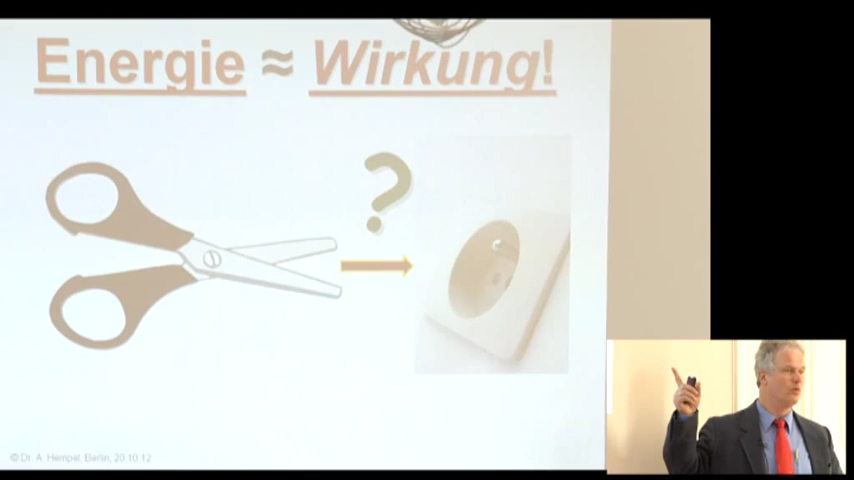 Energie ≈ Wirkung!
?
© Dr. A. Hempel, Berlin, 20.10.12